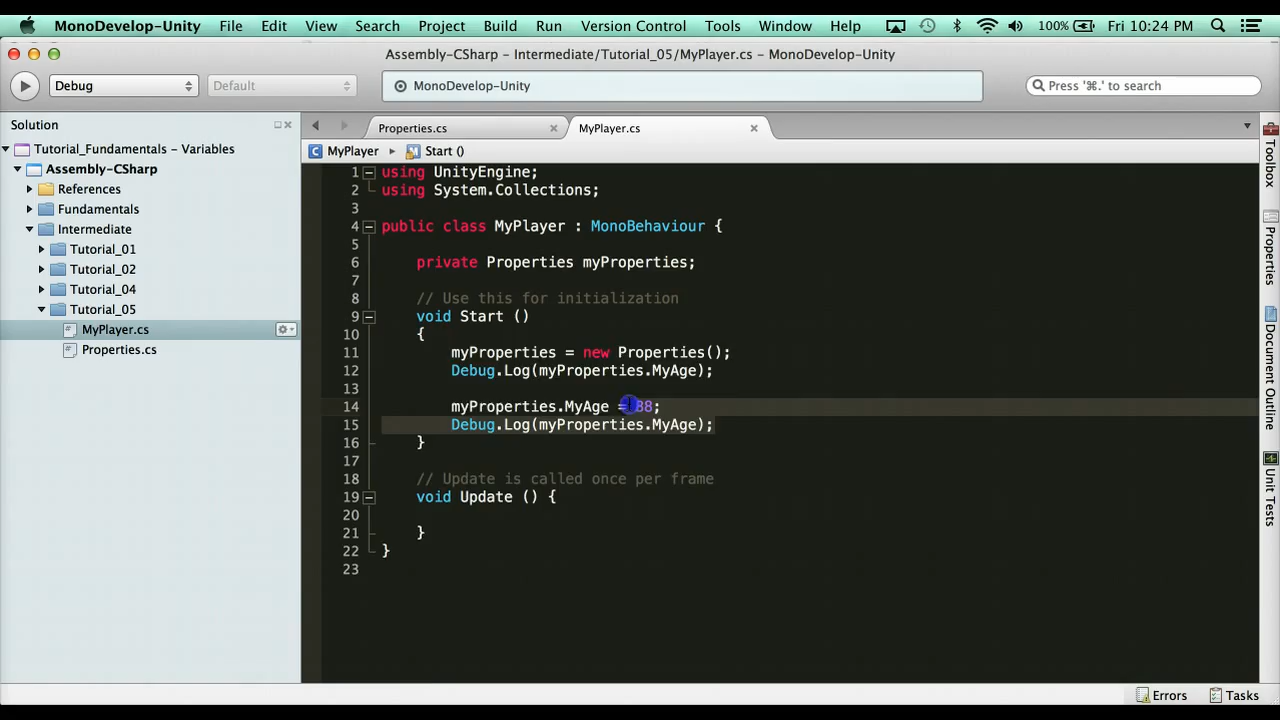 MonoDevelop-Unity File Edit View Search Project Build Run Version Control Tools Window Help 100% Fri 10:24 PM
Assembly-CSharp – Intermediate/Tutorial_05/MyPlayer.cs – MonoDevelop-Unity
Debug Default MonoDevelop-Unity Press '⌘.' to search
Solution
Tutorial_Fundamentals – Variables
Assembly-CSharp
References
Fundamentals
Intermediate
Tutorial_01
Tutorial_02
Tutorial_04
Tutorial_05
MyPlayer.cs
Properties.cs
Properties.cs MyPlayer.cs
MyPlayer Start ()
1 using UnityEngine;
2 using System.Collections;
3
4 public class MyPlayer : MonoBehaviour {
5
6 private Properties myProperties;
7
8 // Use this for initialization
9 void Start ()
10 {
11 myProperties = new Properties();
12 Debug.Log(myProperties.MyAge);
13
14 myProperties.MyAge = 88;
15 Debug.Log(myProperties.MyAge);
16 }
17
18 // Update is called once per frame
19 void Update () {
20
21 }
22 }
23
Toolbox
Properties
Document Outline
Unit Tests
Errors Tasks